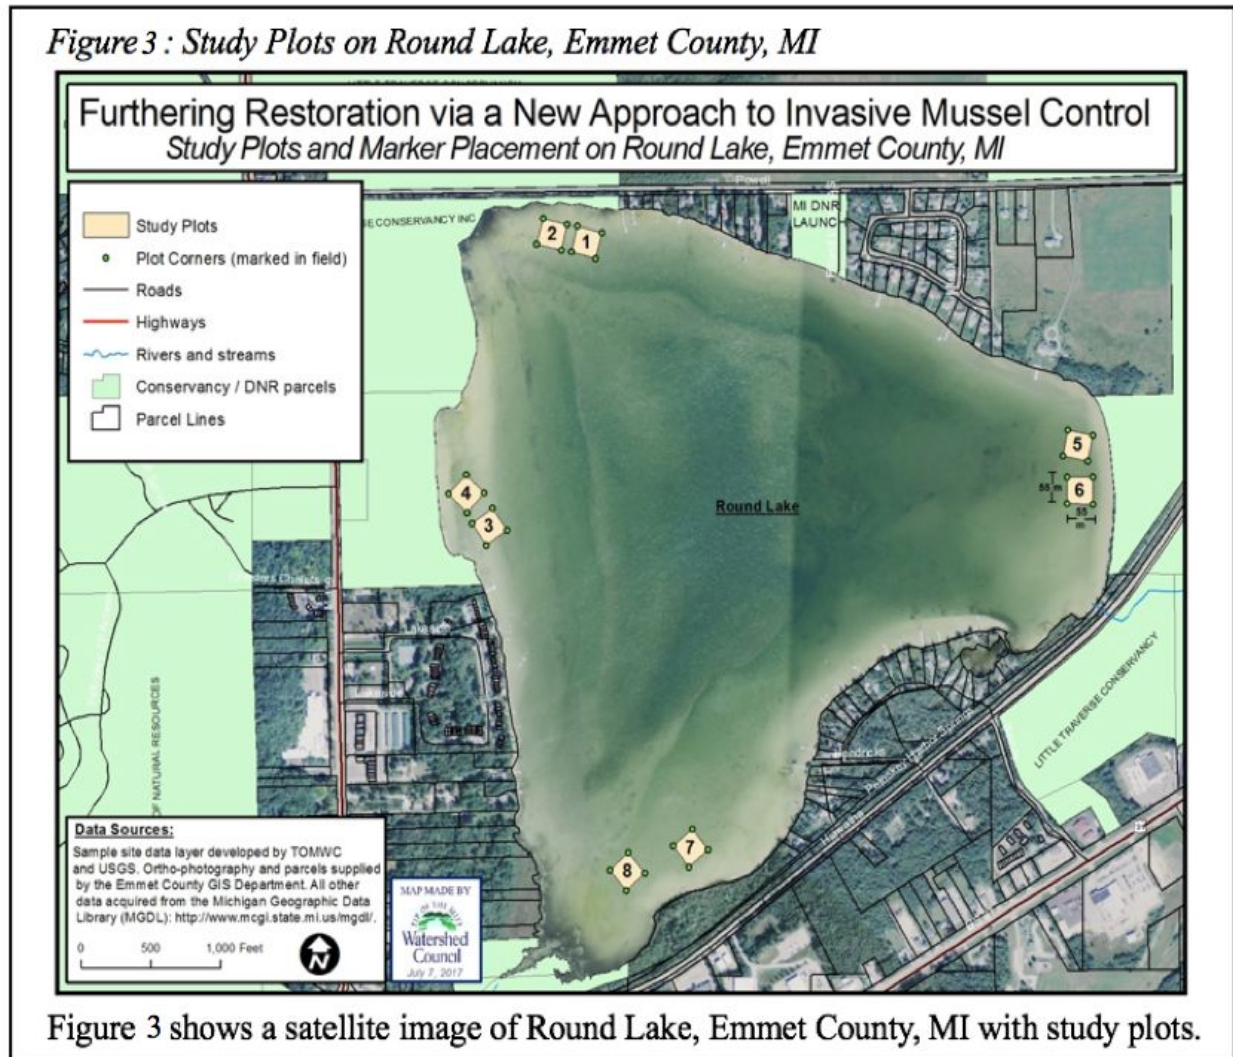 Figure 3 : Study Plots on Round Lake, Emmet County, MI
Furthering Restoration via a New Approach to Invasive Mussel Control
Study Plots and Marker Placement on Round Lake, Emmet County, MI
Study Plots
Plot Corners (marked in field)
Roads
Highways
Rivers and streams
Conservancy / DNR parcels
Parcel Lines
CONSERVANCY INC
MI DNR
LAUNCH
2
1
5
6
55 m
55
m
4
3
Round Lake
LITTLE TRAVERSE CONSERVANCY
OF NATURAL RESOURCES
7
8
Data Sources:
Sample site data layer developed by TOMWC
and USGS. Ortho-photography and parcels supplied
by the Emmet County GIS Department. All other
data acquired from the Michigan Geographic Data
Library (MGDL): http://www.mcgi.state.mi.us/mgdl/.
0 500 1,000 Feet
N
MAP MADE BY
Watershed
Council
July 7, 2017
Figure 3 shows a satellite image of Round Lake, Emmet County, MI with study plots.